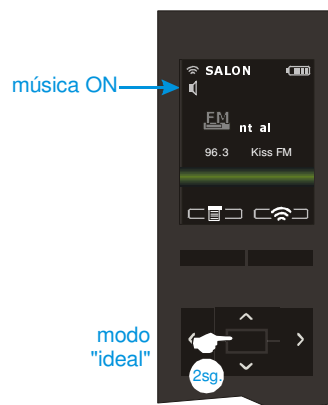 SALON
música ON
FM
nt al
96.3 Kiss FM
modo
"ideal"
2sg.